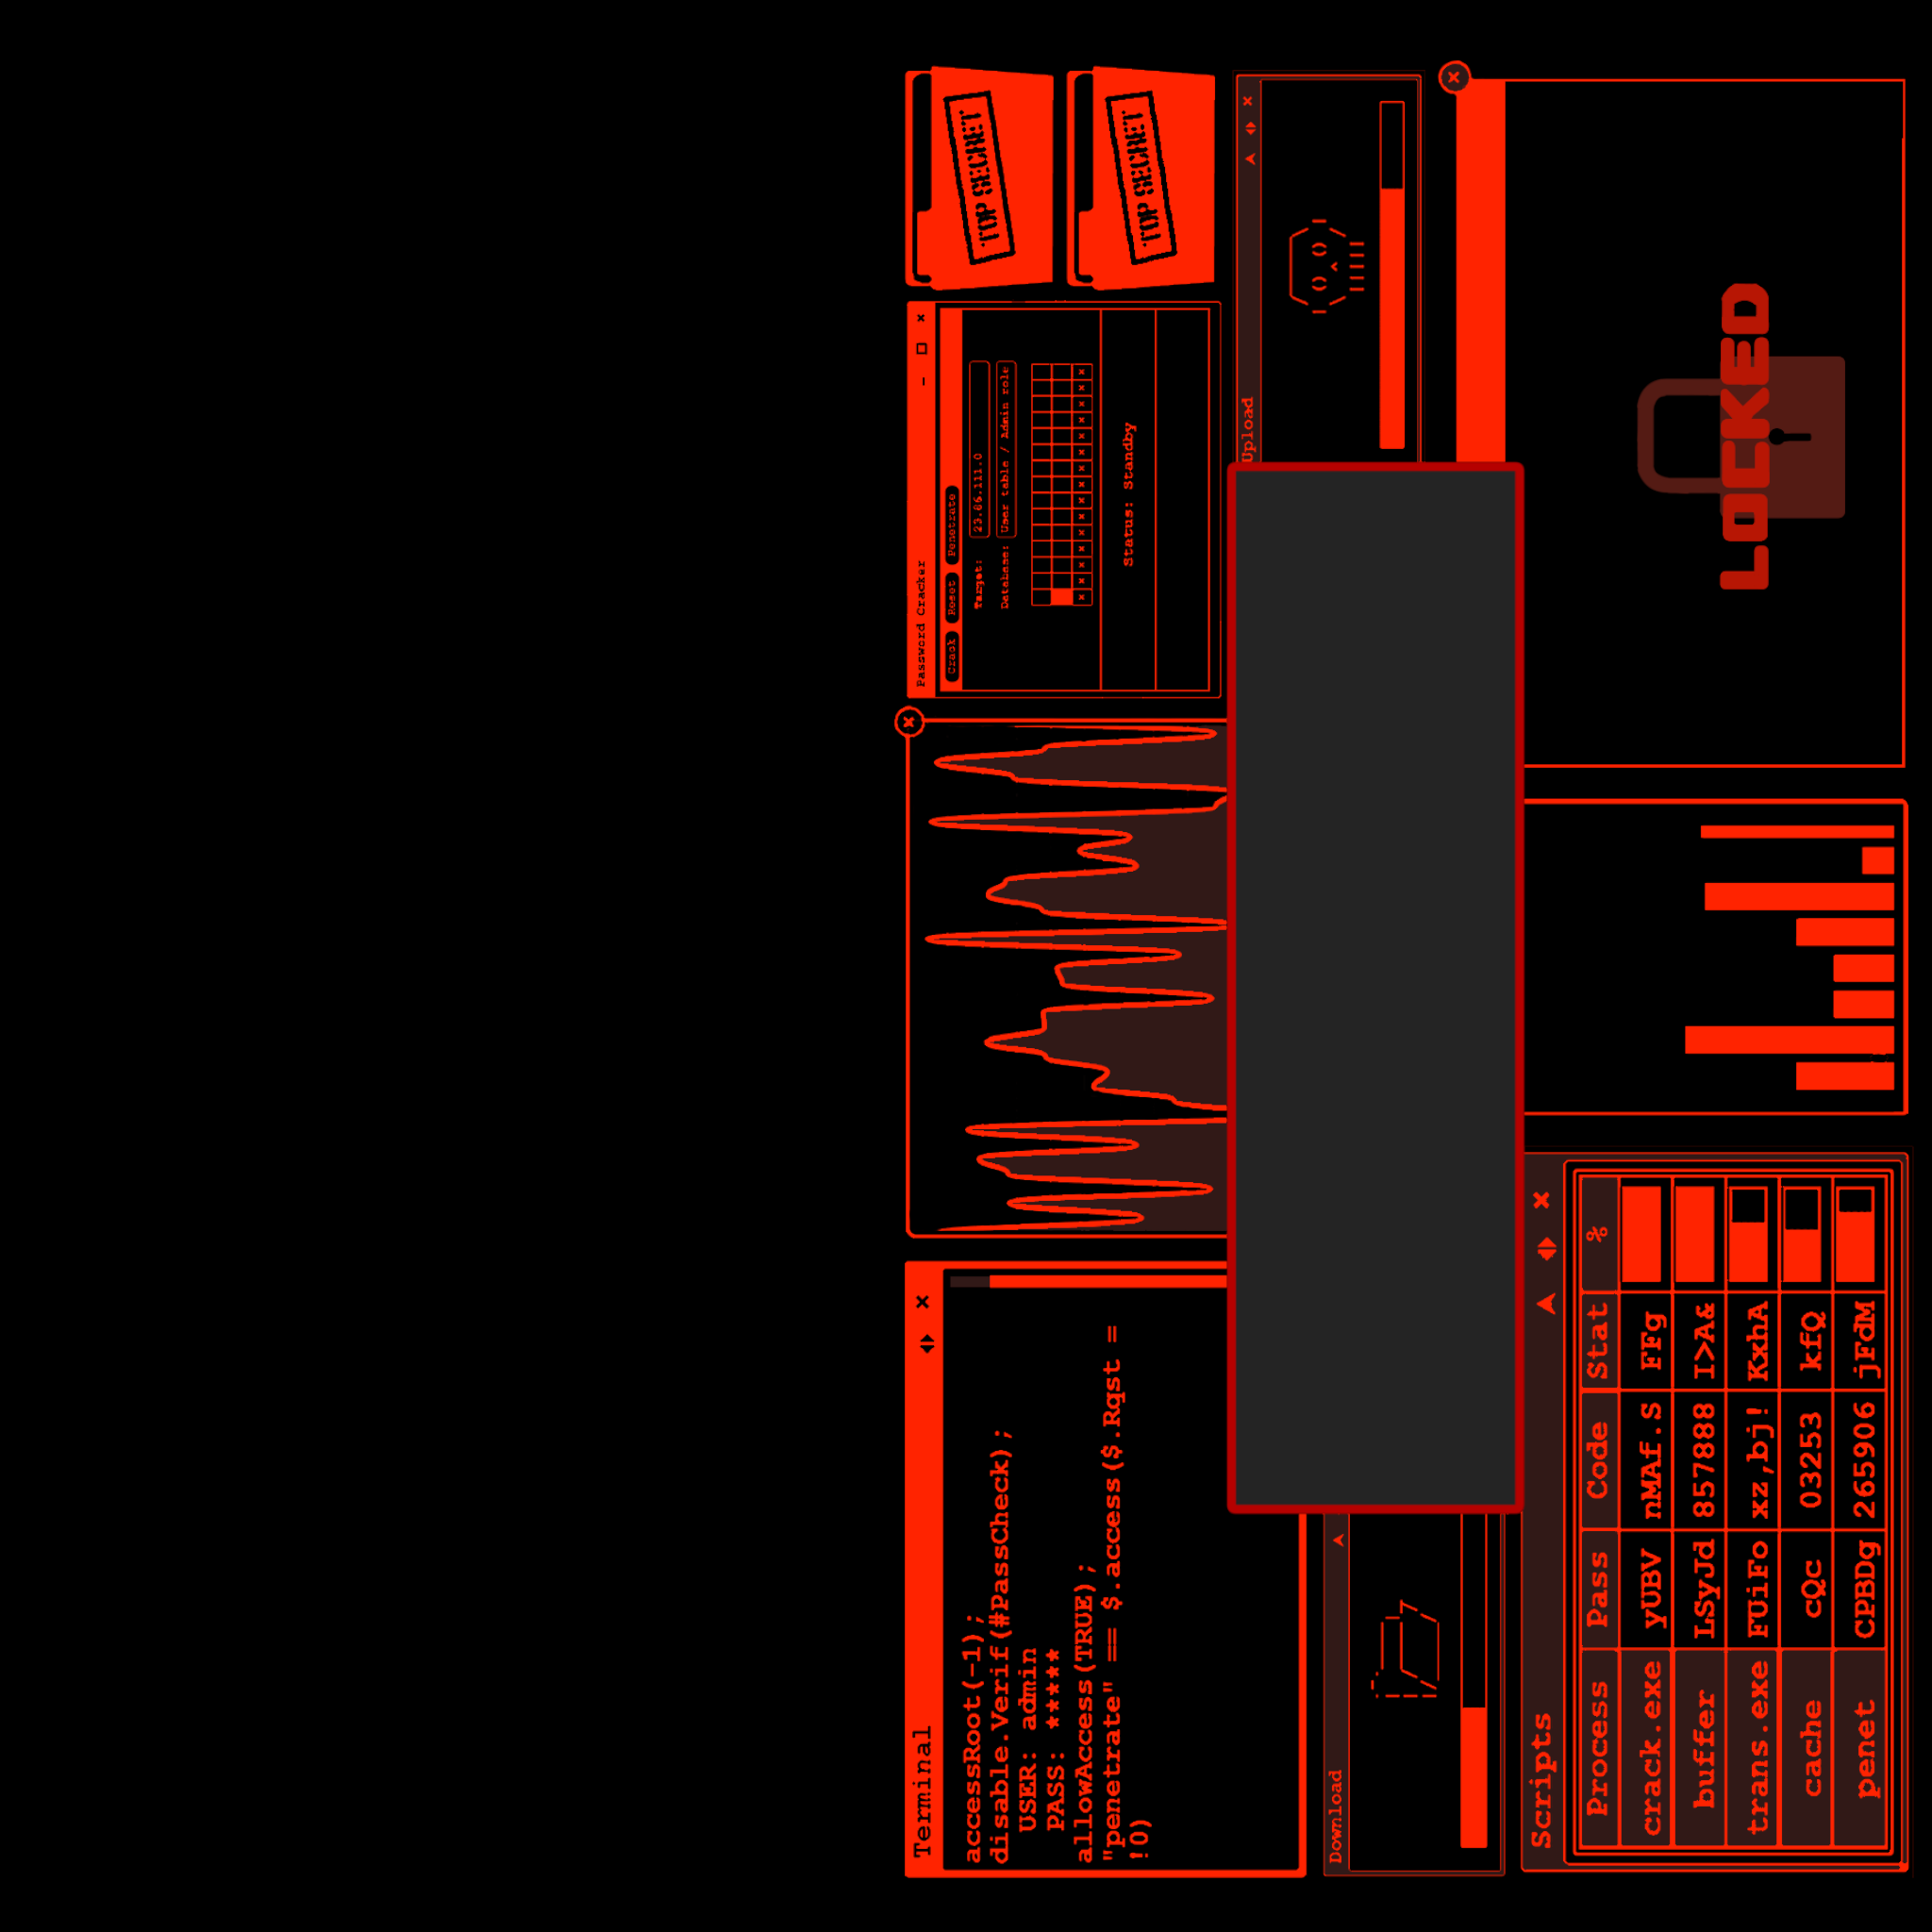 Terminal
accessRoot(-1);
disable.Verif(#PassCheck);
USER: admin
PASS: *****
allowAccess(TRUE);
"penetrate" == $.access($.Rqst =
!0)
Password Cracker
Crack Reset Penetrate
Target: 23.66.111.0
Database: User table / Admin role
Status: Standby
TOP SECRET
TOP SECRET
Download
Upload
LOCKED
Scripts
Process Pass Code Stat %
crack.exe yUBV nMAf.S FFg
buffer LSyJd 857888 I>A&
trans.exe FUiFo xz,bj! KxhA
cache cQc 03253 kfQ
penet CPBDg 265906 jFdM